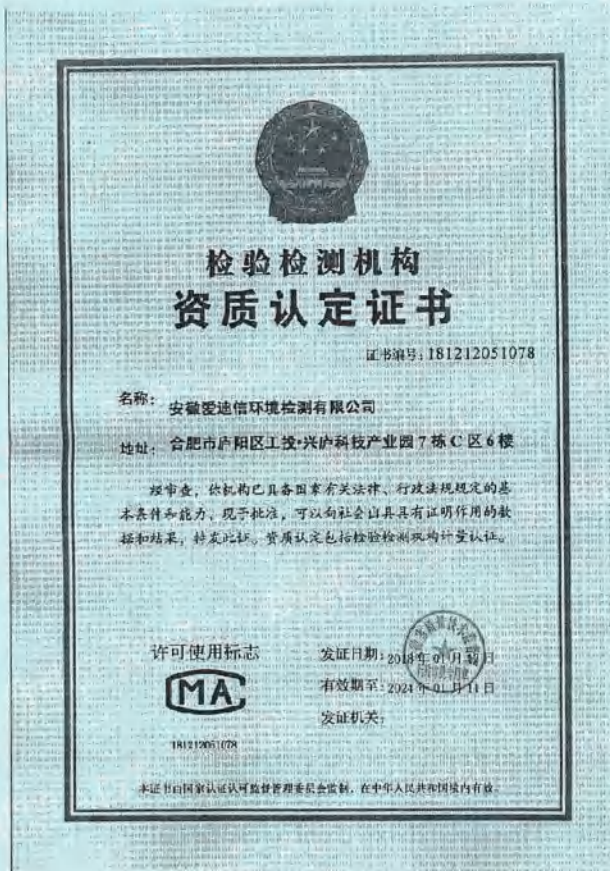 检验检测机构
资质认定证书
证书编号：181212051078
名称： 安徽爱速信环境检测有限公司
地址： 合肥市庐阳区工投·兴庐科技产业园7栋C区6楼
经审查，你机构已具备国家有关法律、行政法规规定的基
本条件和能力，现予批准，可以向社会出具具有证明作用的数
据和结果，特发此证。资质认定包括检验检测机构计量认证。
许可使用标志
MA
181212051078
发证日期：2018年01月12日
有效期至：2024年01月11日
发证机关：
本证书由国家认证认可监督管理委员会监制，在中华人民共和国境内有效。